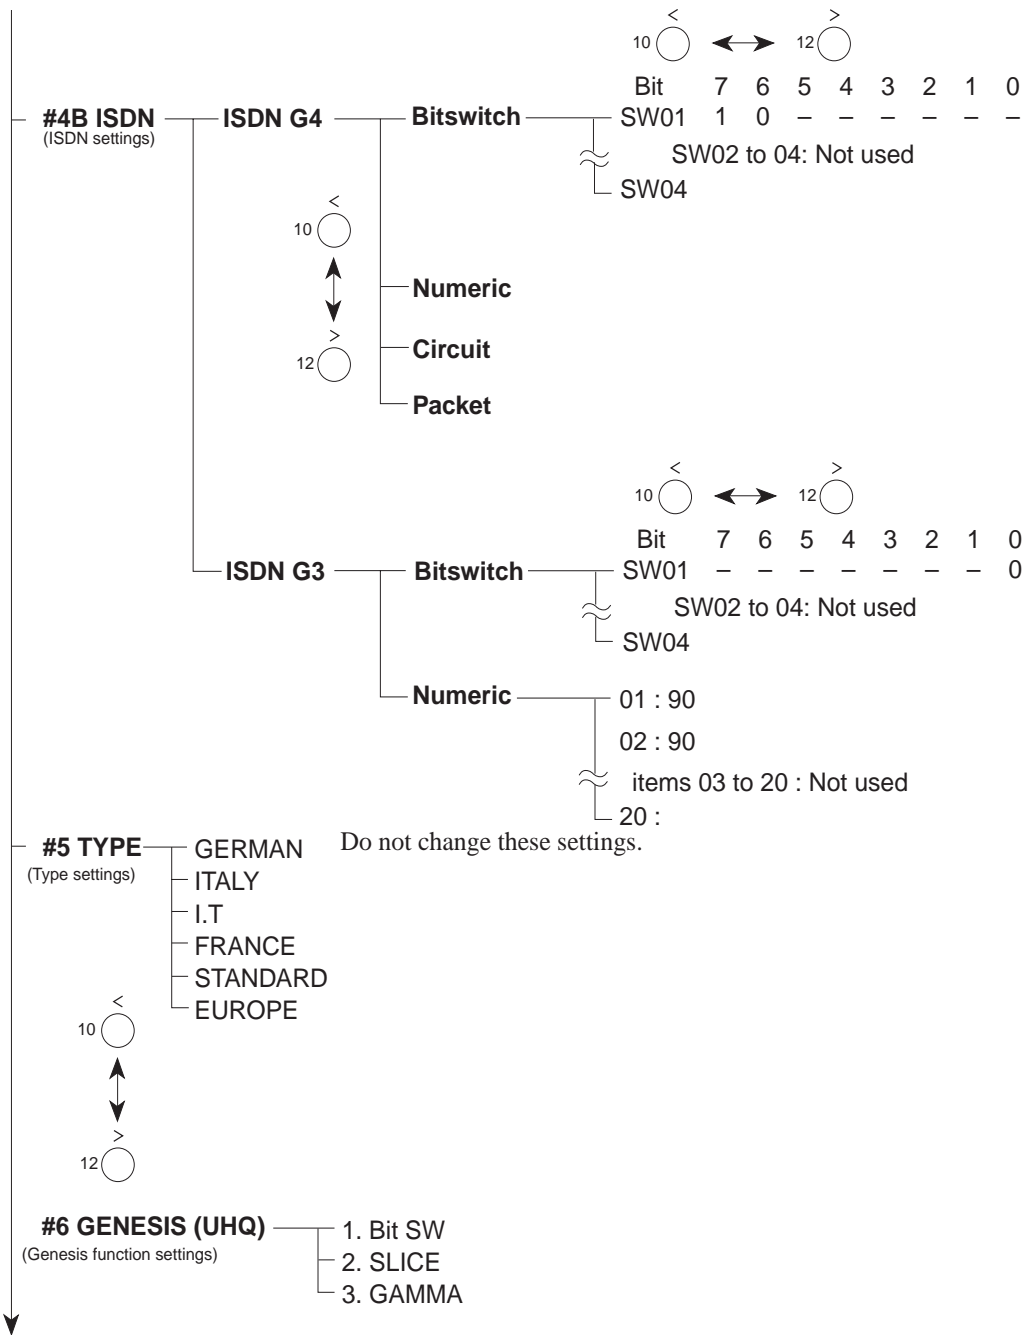 < >
10 12
Bit 7 6 5 4 3 2 1 0
#4B ISDN ISDN G4 Bitswitch SW01 1 0 – – – – – –
(ISDN settings)
SW02 to 04: Not used
SW04
<
10
Numeric
>
12
Circuit
Packet
< >
10 12
Bit 7 6 5 4 3 2 1 0
ISDN G3 Bitswitch SW01 – – – – – – – 0
SW02 to 04: Not used
SW04
Numeric 01 : 90
02 : 90
items 03 to 20 : Not used
20 :
#5 TYPE GERMAN Do not change these settings.
(Type settings)
ITALY
I.T
FRANCE
STANDARD
EUROPE
<
10
>
12
#6 GENESIS (UHQ) 1. Bit SW
(Genesis function settings)
2. SLICE
3. GAMMA